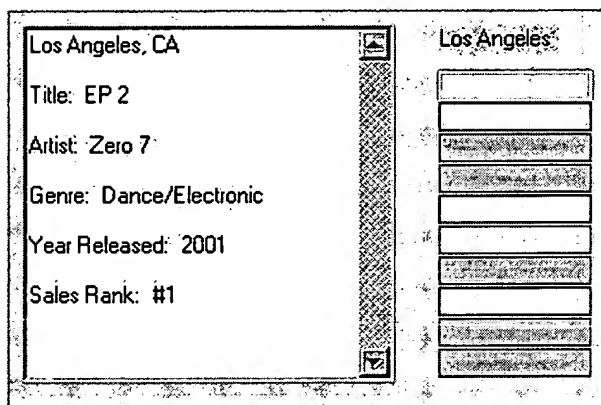 Los Angeles, CA
Title: EP 2
Artist: Zero 7
Genre: Dance/Electronic
Year Released: 2001
Sales Rank: #1
Los Angeles